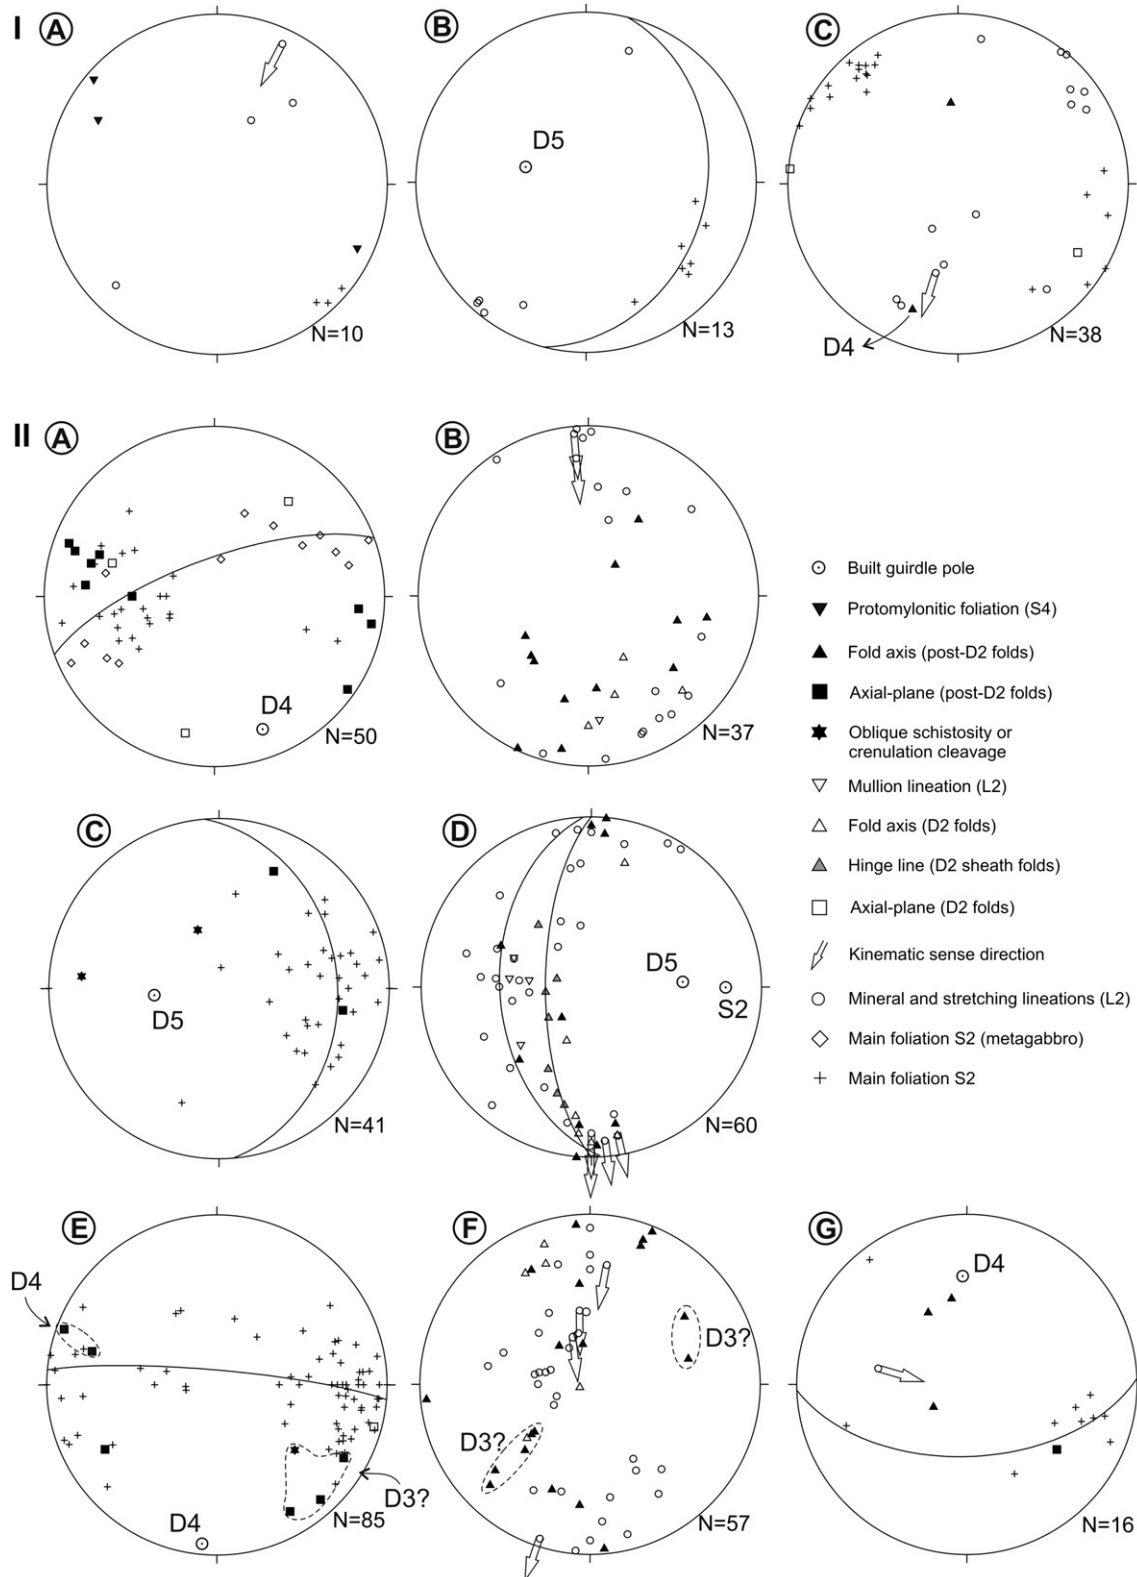 I A B C
D5
D4
N=10 N=13 N=38
II A B
D4
N=50 N=37
Built guirdle pole
Protomylonitic foliation (S4)
Fold axis (post-D2 folds)
Axial-plane (post-D2 folds)
Oblique schistosity or
crenulation cleavage
Mullion lineation (L2)
Fold axis (D2 folds)
Hinge line (D2 sheath folds)
Axial-plane (D2 folds)
Kinematic sense direction
Mineral and stretching lineations (L2)
Main foliation S2 (metagabbro)
Main foliation S2
C D
D5 D5 S2
N=41 N=60
E F G
D4 D4
D3?
D3?
D3?
D4
N=85 N=57 N=16